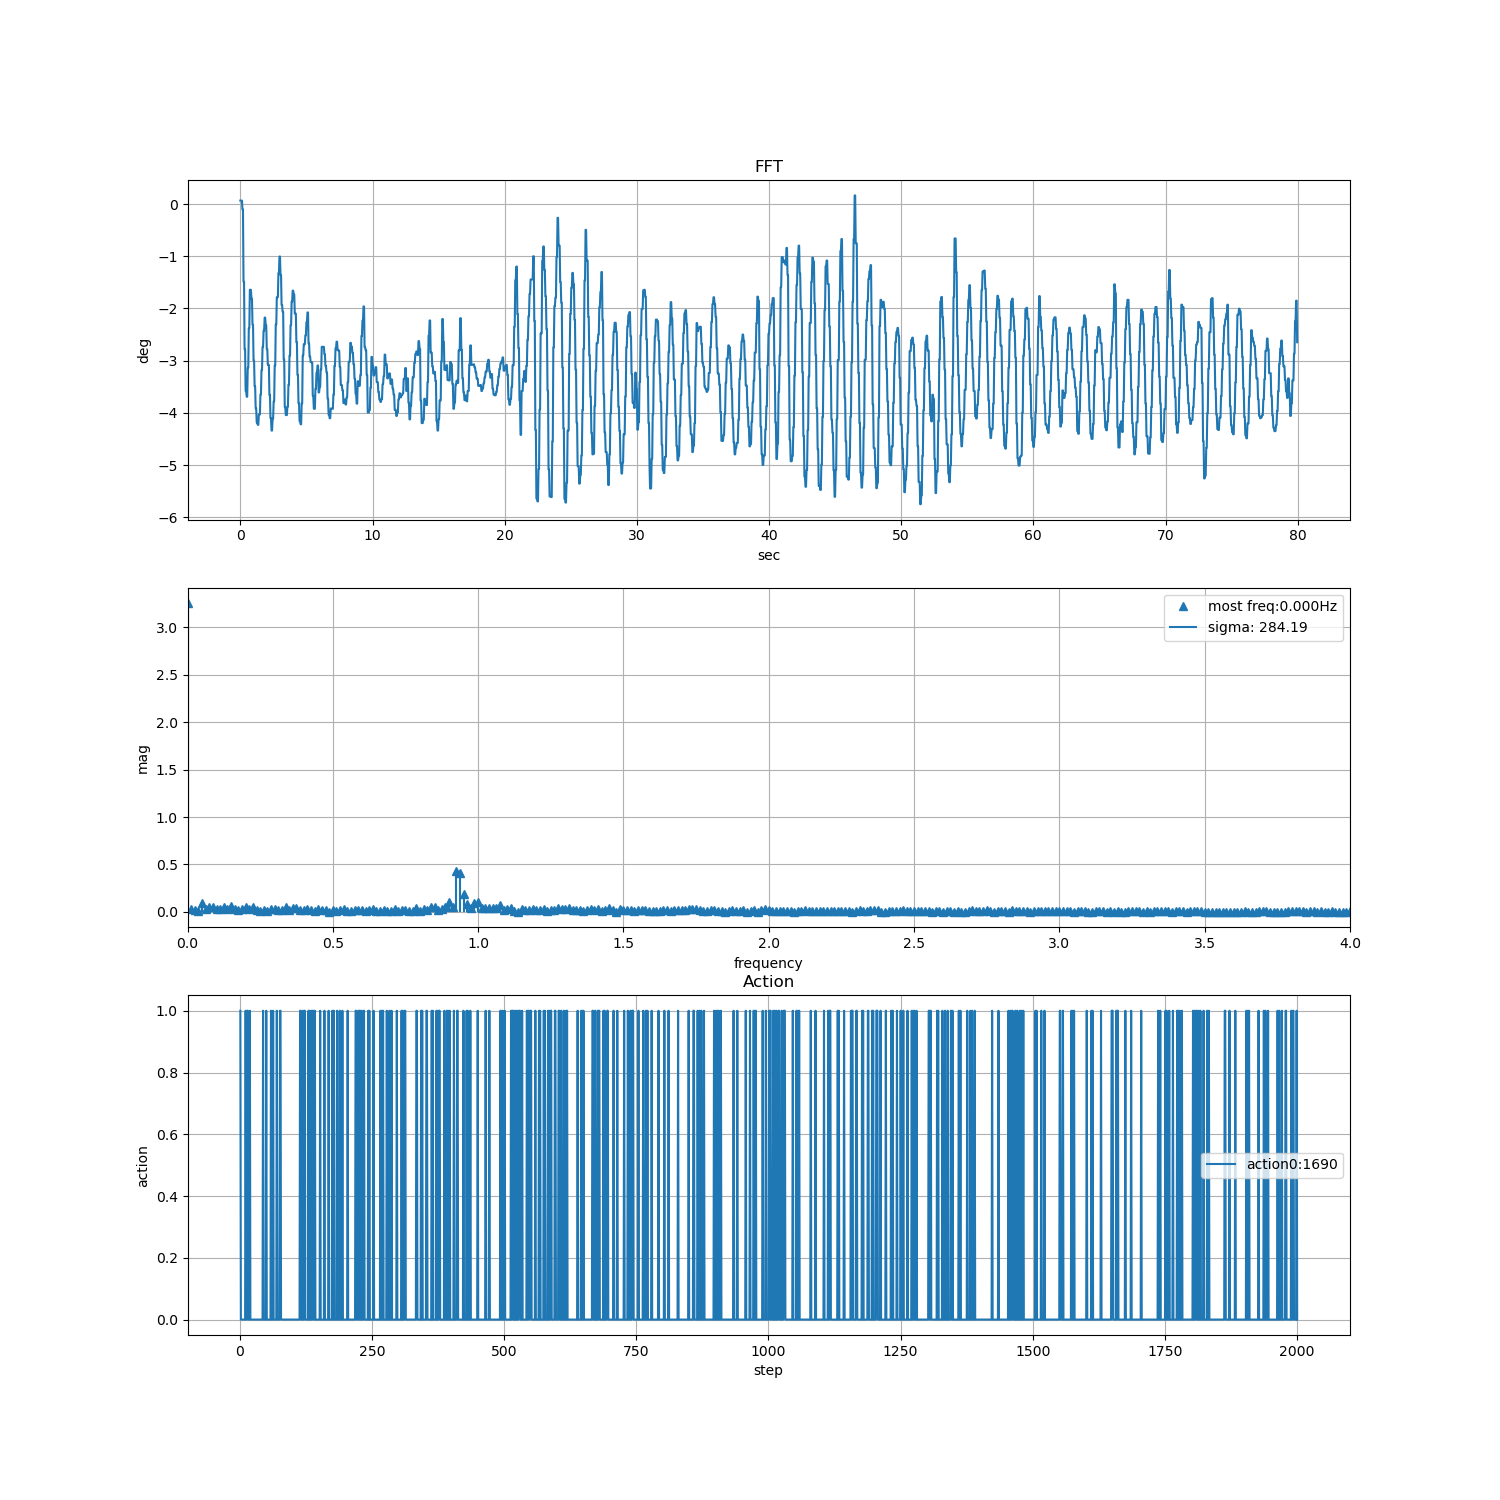 FFT
0
−1
−2
−3
−4
−5
−6
deg
0 10 20 30 40 50 60 70 80
sec
most freq:0.000Hz
sigma: 284.19
3.0
2.5
2.0
1.5
1.0
0.5
0.0
mag
0.0 0.5 1.0 1.5 2.0 2.5 3.0 3.5 4.0
frequency
Action
1.0
0.8
0.6
0.4
0.2
0.0
action
action0:1690
0 250 500 750 1000 1250 1500 1750 2000
step